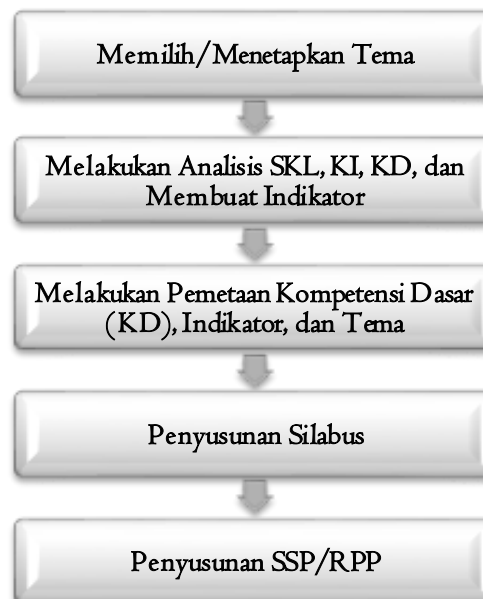 Memilih/Menetapkan Tema
Melakukan Analisis SKL, KI, KD, dan
Membuat Indikator
Melakukan Pemetaan Kompetensi Dasar
(KD), Indikator, dan Tema
Penyusunan Silabus
Penyusunan SSP/RPP